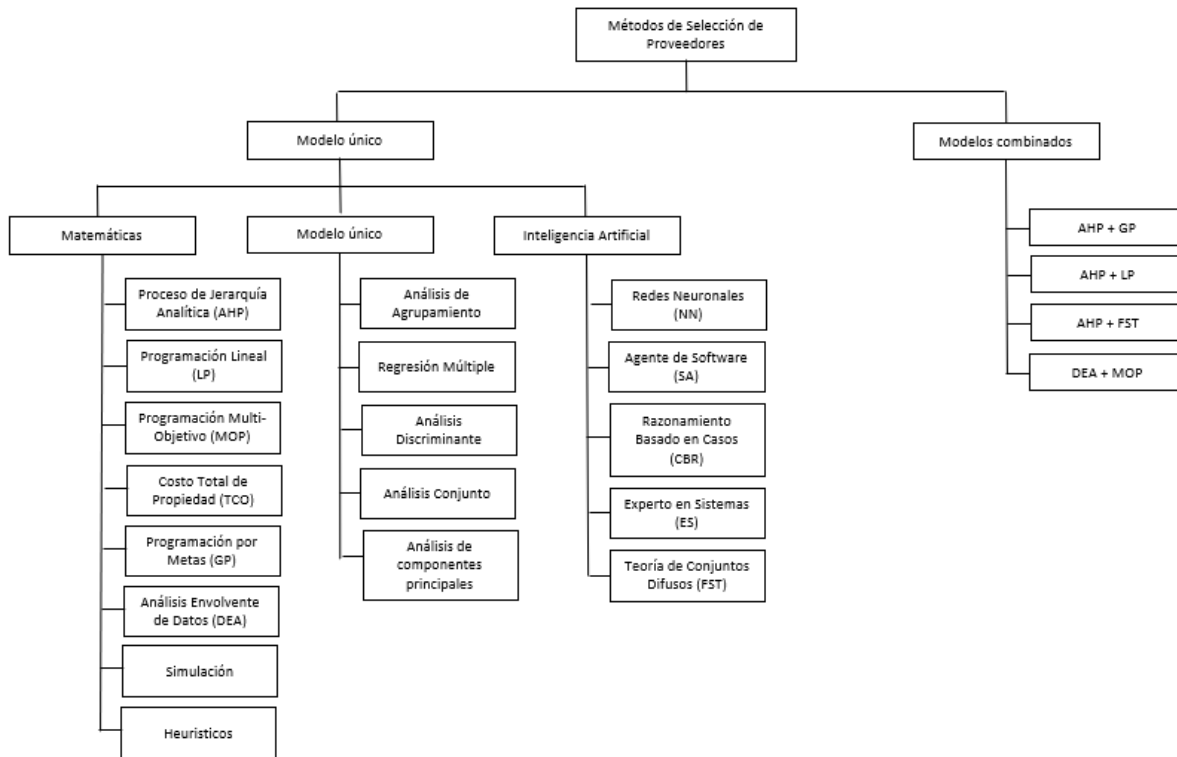 Métodos de Selección de
Proveedores
Modelo único
Modelos combinados
Matemáticas
Modelo único
Inteligencia Artificial
Proceso de Jerarquía
Analítica (AHP)
Programación Lineal
(LP)
Programación Multi-
Objetivo (MOP)
Costo Total de
Propiedad (TCO)
Programación por
Metas (GP)
Análisis Envolvente
de Datos (DEA)
Simulación
Heuristicos
Análisis de
Agrupamiento
Regresión Múltiple
Análisis
Discriminante
Análisis Conjunto
Análisis de
componentes
principales
Redes Neuronales
(NN)
Agente de Software
(SA)
Razonamiento
Basado en Casos
(CBR)
Experto en Sistemas
(ES)
Teoría de Conjuntos
Difusos (FST)
AHP + GP
AHP + LP
AHP + FST
DEA + MOP